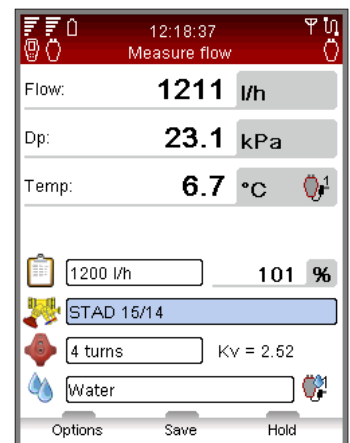 12:18:37
Measure flow
Flow: 1211 l/h
Dp: 23.1 kPa
Temp: 6.7 °C 1
1200 l/h 101 %
STAD 15/14
4 turns Kv = 2.52
Water
Options Save Hold